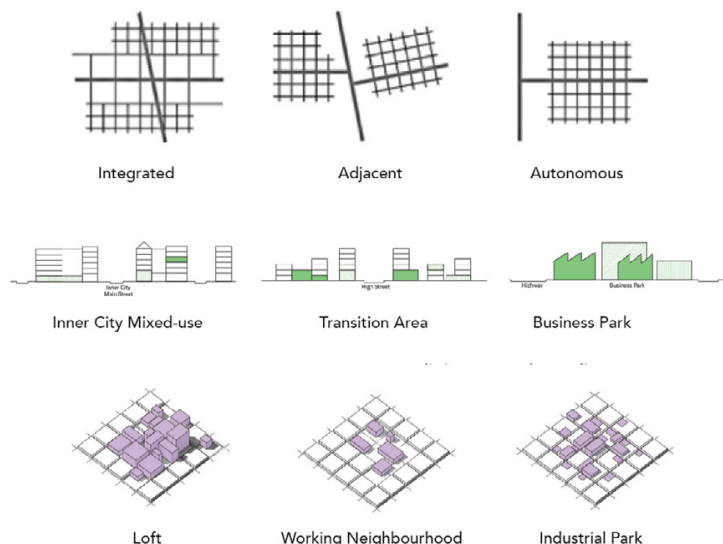 Integrated
Adjacent
Autonomous
Inner City
Main Street
High Street
Highway
Business Park
Inner City Mixed-use
Transition Area
Business Park
Loft
Working Neighbourhood
Industrial Park